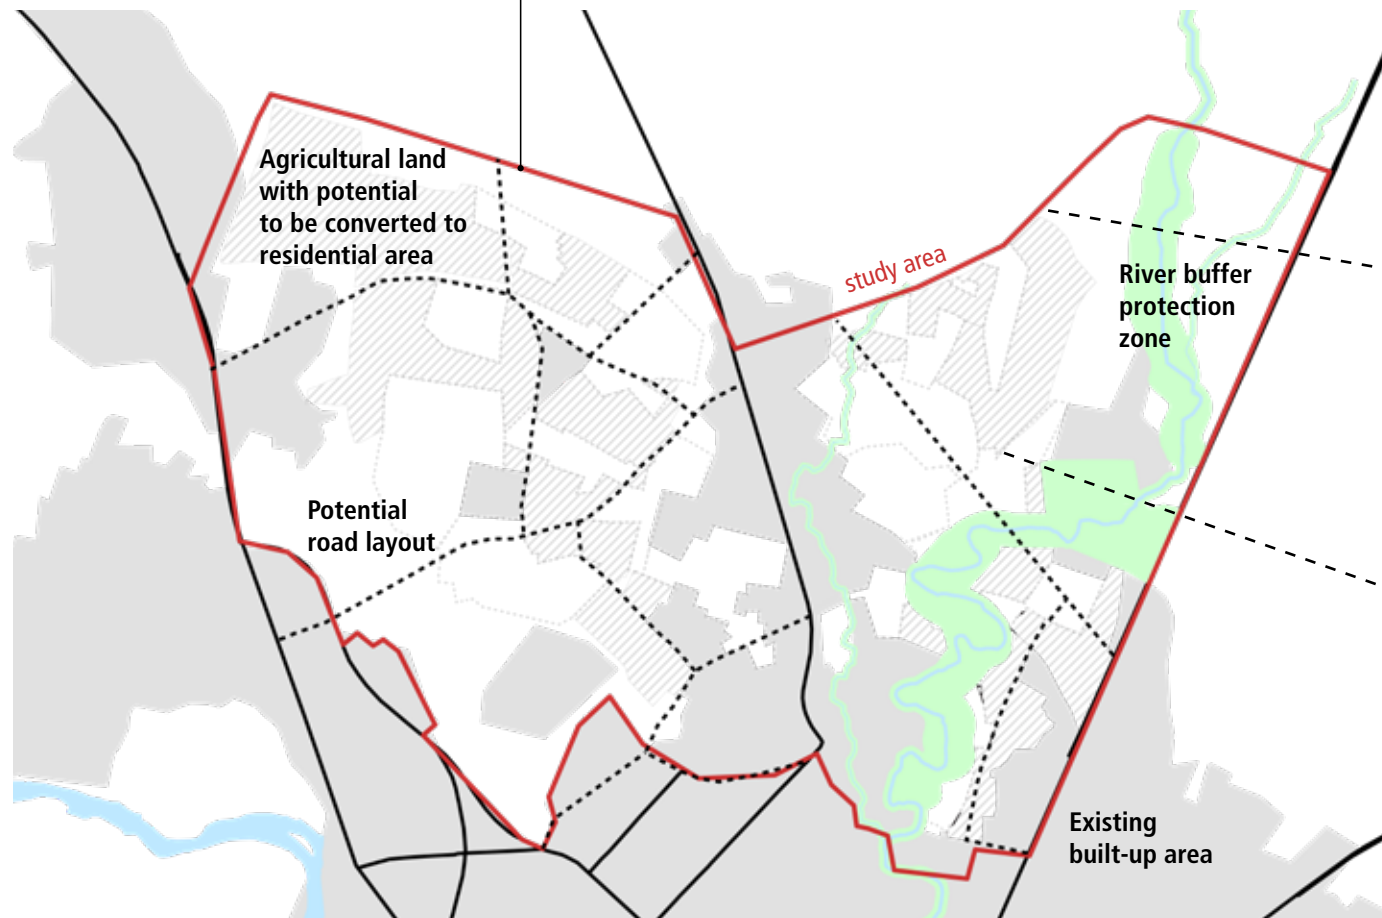 Agricultural land
with potential
to be converted to
residential area
study area
River buffer
protection
zone
Potential
road layout
Existing
built-up area